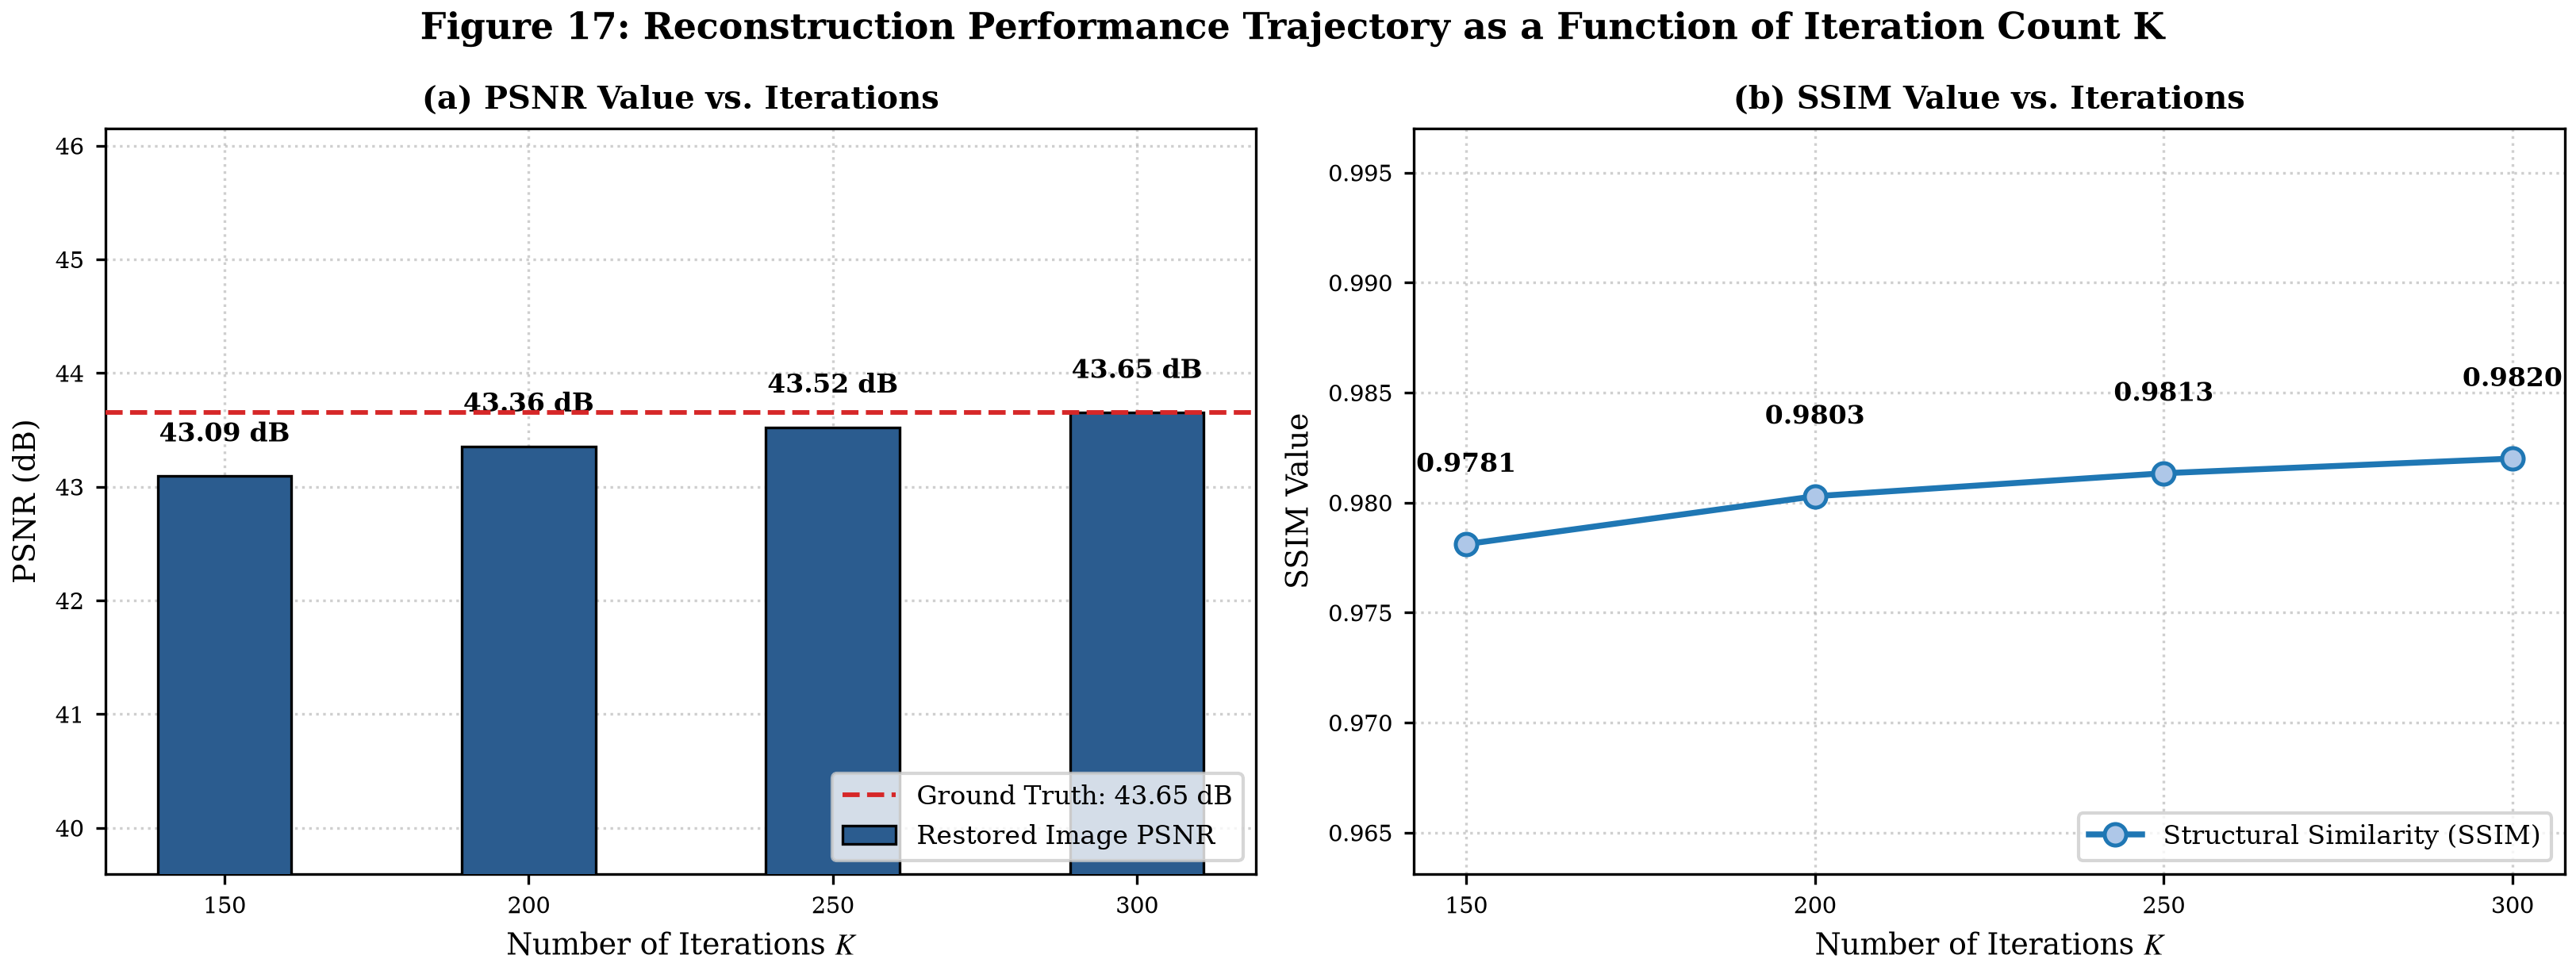 Figure 17: Reconstruction Performance Trajectory as a Function of Iteration Count K
(a) PSNR Value vs. Iterations
PSNR (dB)
46
45
44
43
42
41
40
43.09 dB
43.36 dB
43.52 dB
43.65 dB
Ground Truth: 43.65 dB
Restored Image PSNR
150
200
250
300
Number of Iterations K
(b) SSIM Value vs. Iterations
SSIM Value
0.995
0.990
0.985
0.980
0.975
0.970
0.965
0.9781
0.9803
0.9813
0.9820
Structural Similarity (SSIM)
150
200
250
300
Number of Iterations K